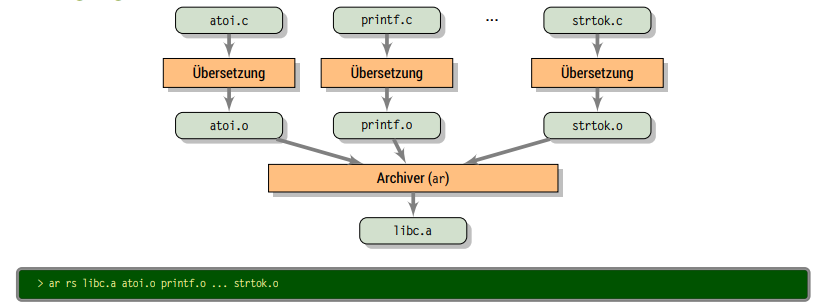 atoi.c printf.c ... strtok.c
Übersetzung Übersetzung Übersetzung
atoi.o printf.o strtok.o
Archiver (ar)
libc.a
> ar rs libc.a atoi.o printf.o ... strtok.o